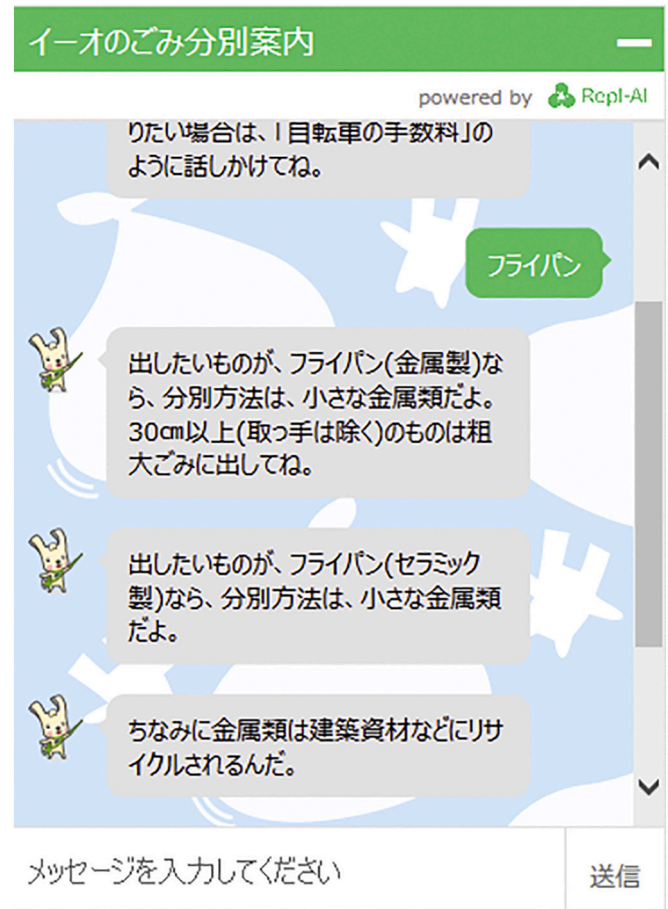 イーオのごみ分別案内
powered by Repl-AI
りたい場合は、「自転車の手数料」の
ように話しかけてね。
フライパン
出したいものが、フライパン(金属製)な
ら、分別方法は、小さな金属類だよ。
30㎝以上(取っ手は除く)のものは粗
大ごみに出してね。
出したいものが、フライパン(セラミック
製)なら、分別方法は、小さな金属類
だよ。
ちなみに金属類は建築資材などにリサ
イクルされるんだ。
メッセージを入力してください
送信